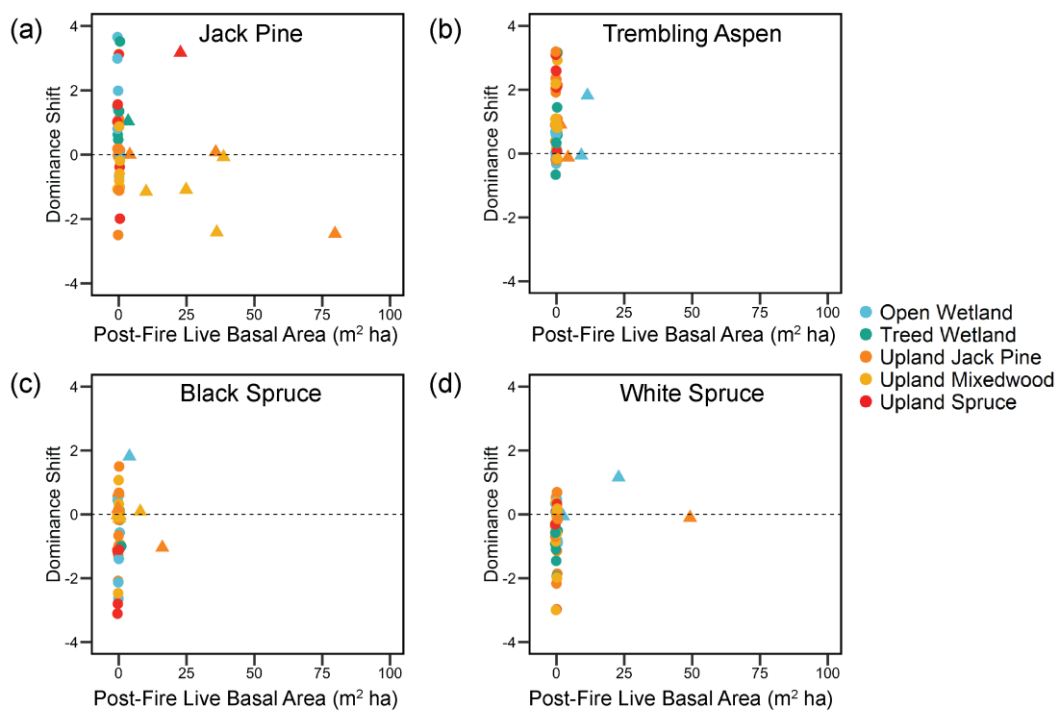 (a)
Jack Pine
4
2
0
-2
-4
Dominance Shift
0 25 50 75 100
Post-Fire Live Basal Area (m² ha)
(b)
Trembling Aspen
4
2
0
-2
-4
Dominance Shift
0 25 50 75 100
Post-Fire Live Basal Area (m² ha)
Open Wetland
Treed Wetland
Upland Jack Pine
Upland Mixedwood
Upland Spruce
(c)
Black Spruce
4
2
0
-2
-4
Dominance Shift
0 25 50 75 100
Post-Fire Live Basal Area (m² ha)
(d)
White Spruce
4
2
0
-2
-4
Dominance Shift
0 25 50 75 100
Post-Fire Live Basal Area (m² ha)